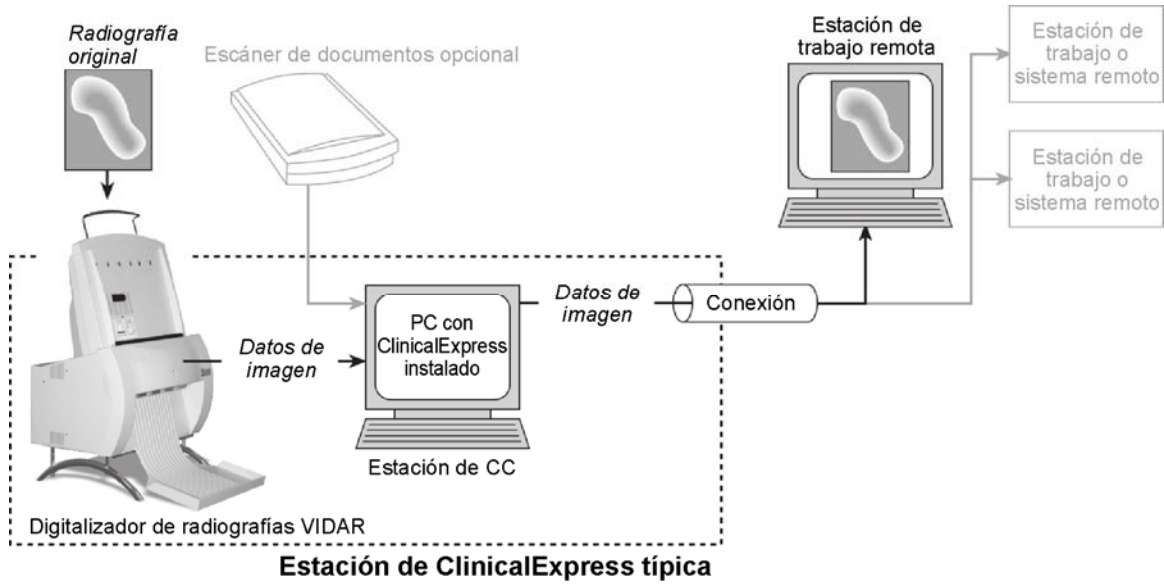 Radiografía
original
Escáner de documentos opcional
Estación de
trabajo remota
Estación de
trabajo o
sistema remoto
Estación de
trabajo o
sistema remoto
Datos de
imagen
PC con
ClinicalExpress
instalado
Datos de
imagen
Conexión
Estación de CC
Digitalizador de radiografías VIDAR
Estación de ClinicalExpress típica